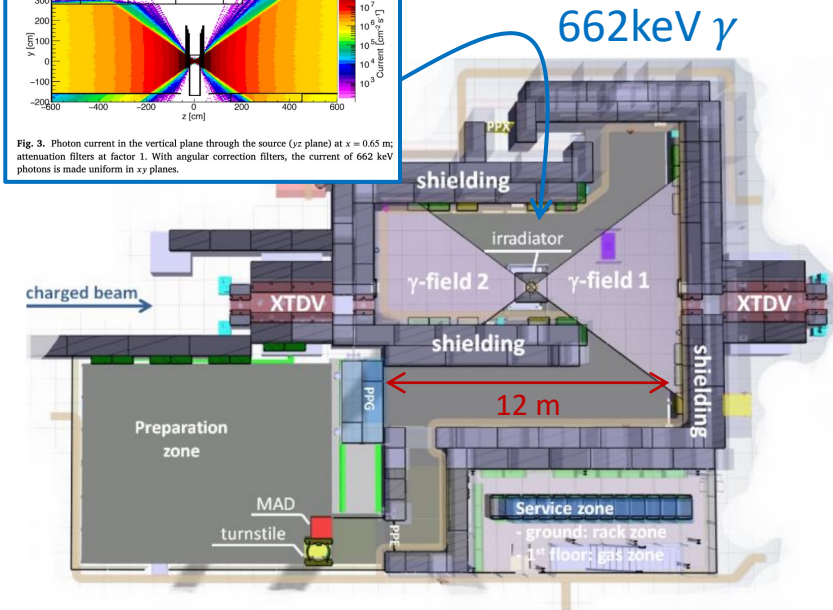 662keV γ
300
200
100
0
−100
−200
y [cm]
−600 −400 −200 0 200 400 600
z [cm]
10⁷
10⁶
10⁵
10⁴
10³
Current [cm⁻² s⁻¹]
Fig. 3. Photon current in the vertical plane through the source (yz plane) at x = 0.65 m;
attenuation filters at factor 1. With angular correction filters, the current of 662 keV
photons is made uniform in xy planes.
PPX
shielding
irradiator
γ-field 2
γ-field 1
charged beam
XTDV
XTDV
shielding
shielding
12 m
PPG
Preparation
zone
MAD
turnstile
PPE
Service zone
- ground: rack zone
- 1st floor: gas zone